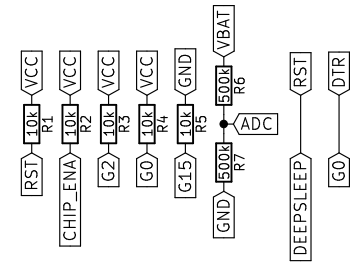 VCC
10k
R1
RST
VCC
10k
R2
CHIP_ENA
VCC
10k
R3
G2
VCC
10k
R4
G0
GND
10k
R5
G15
VBAT
500k
R6
ADC
500k
R7
GND
RST
DEEPSLEEP
DTR
G0